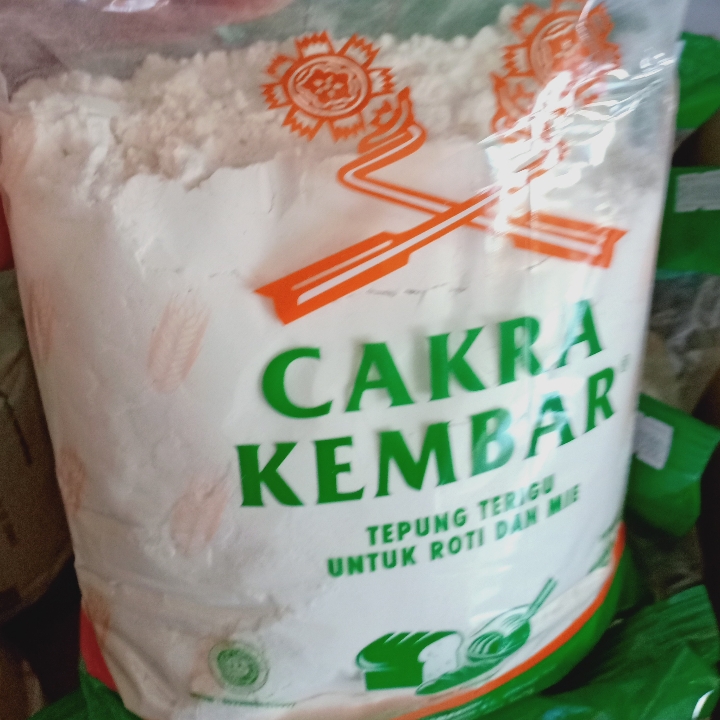 CAKRA
KEMBAR
TEPUNG TERIGU
UNTUK ROTI DAN MIE